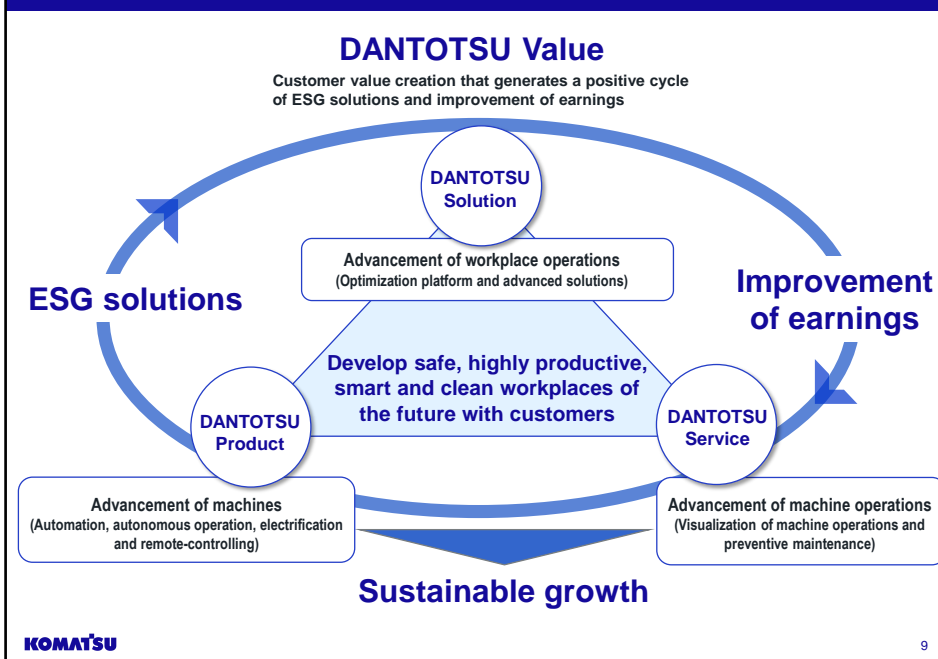 DANTOTSU Value
Customer value creation that generates a positive cycle
of ESG solutions and improvement of earnings
DANTOTSU
Solution
Advancement of workplace operations
(Optimization platform and advanced solutions)
ESG solutions
Improvement
of earnings
Develop safe, highly productive,
smart and clean workplaces of
the future with customers
DANTOTSU
Product
DANTOTSU
Service
Advancement of machines
(Automation, autonomous operation, electrification
and remote-controlling)
Advancement of machine operations
(Visualization of machine operations and
preventive maintenance)
Sustainable growth
KOMATSU
9